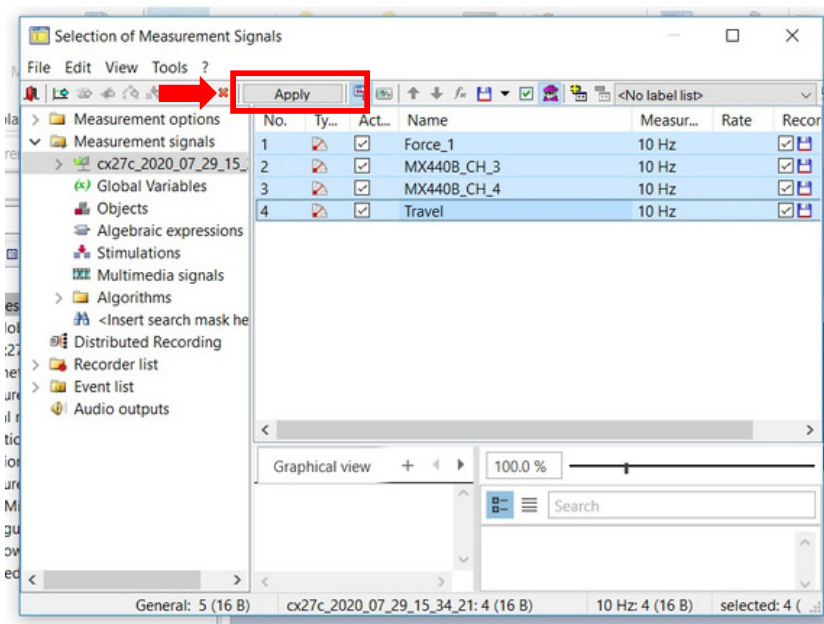 Selection of Measurement Signals
File Edit View Tools ?
Apply
<No label list>
Measurement options
Measurement signals
cx27c_2020_07_29_15_
Global Variables
Objects
Algebraic expressions
Stimulations
Multimedia signals
Algorithms
<Insert search mask he
Distributed Recording
Recorder list
Event list
Audio outputs
No. Ty... Act... Name Measur... Rate Recor
1 Force_1 10 Hz
2 MX440B_CH_3 10 Hz
3 MX440B_CH_4 10 Hz
4 Travel 10 Hz
Graphical view
100.0 %
Search
General: 5 (16 B) cx27c_2020_07_29_15_34_21: 4 (16 B) 10 Hz: 4 (16 B) selected: 4 (